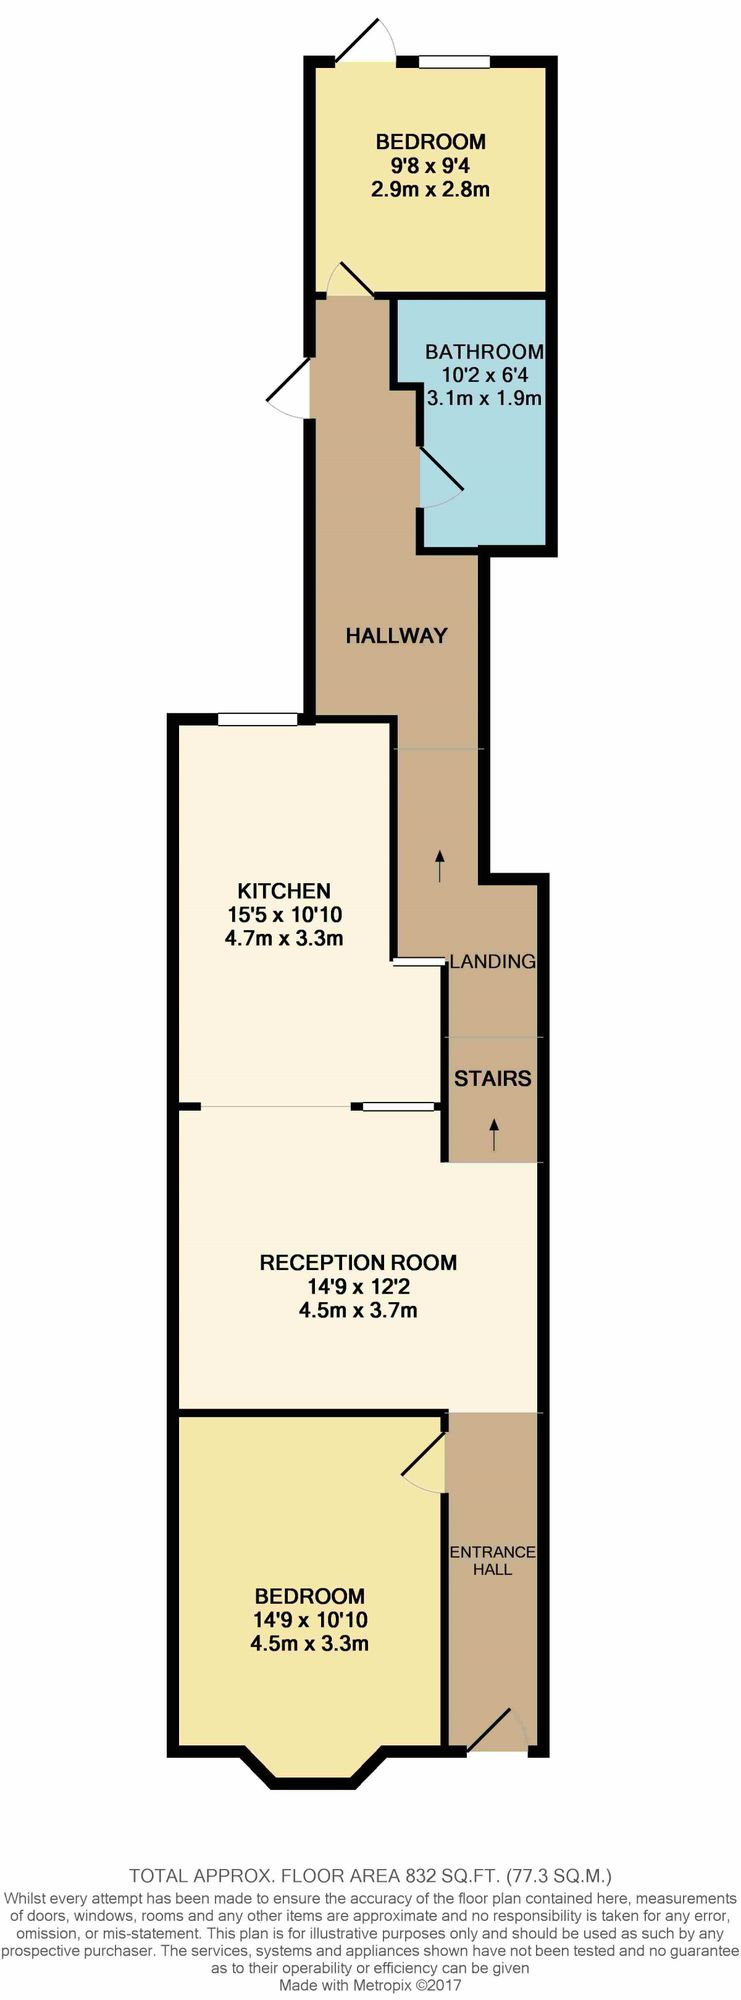 BEDROOM
9'8 x 9'4
2.9m x 2.8m
BATHROOM
10'2 x 6'4
3.1m x 1.9m
HALLWAY
KITCHEN
15'5 x 10'10
4.7m x 3.3m
LANDING
STAIRS
RECEPTION ROOM
14'9 x 12'2
4.5m x 3.7m
ENTRANCE
HALL
BEDROOM
14'9 x 10'10
4.5m x 3.3m
TOTAL APPROX. FLOOR AREA 832 SQ.FT. (77.3 SQ.M.)
Whilst every attempt has been made to ensure the accuracy of the floor plan contained here, measurements
of doors, windows, rooms and any other items are approximate and no responsibility is taken for any error,
omission, or mis-statement. This plan is for illustrative purposes only and should be used as such by any
prospective purchaser. The services, systems and appliances shown have not been tested and no guarantee
as to their operability or efficiency can be given
Made with Metropix ©2017